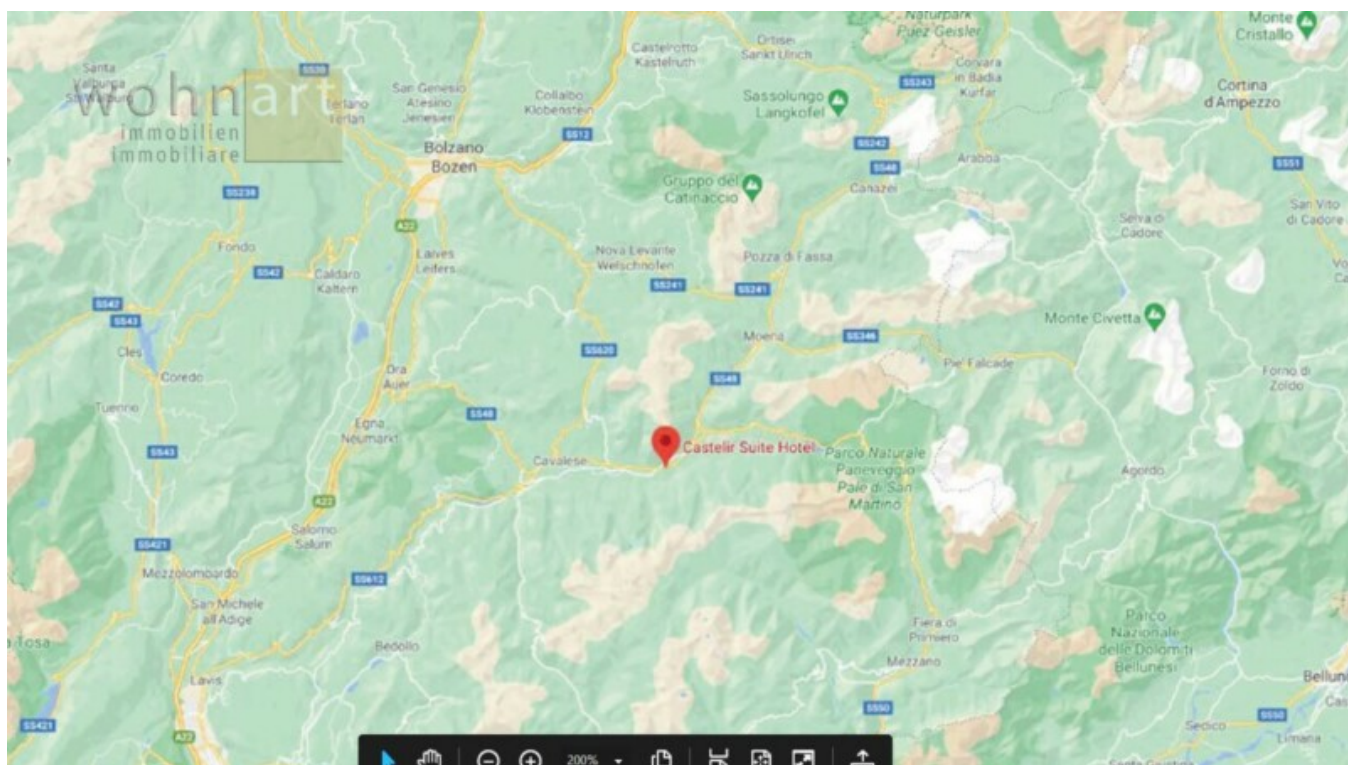 Naturpark
Puez Geisler
Monte
Cristallo
Ortisei
Sankt Ulrich
Castelrotto
Kastelruth
Corvara
in Badia
Kurfar
Cortina
d'Ampezzo
Santa
Valburga
wohnart
immobilien
immobiliare
Terlano
Terlan
San Genesio
Atesino
Jenesien
Collalbo
Klobenstein
Sassolungo
Langkofel
SS243
SS12
SS242
SS48
Bolzano
Bozen
Arabba
SS51
SS238
Gruppo del
Catinaccio
Canazei
San Vito
di Cadore
Selva di
Cadore
A22
Fondo
Laives
Leifers
Nova Levante
Welschnofen
Pozza di Fassa
SS42
Caldaro
Kaltern
SS241
SS241
SS43
Monte Civetta
Moena
SS346
Cles
SS620
Coredo
Ora
Auer
SS48
Pie' Falcade
Forno di
Zoldo
Tuenno
SS48
Egna
Neumarkt
SS43
Cavalese
Castelir Suite Hotel
Parco Naturale
Paneveggio
Pale di San
Martino
Agordo
A22
Salorno
Salurn
SS421
Mezzolombardo
SS612
San Michele
all'Adige
Bedollo
Fiera di
Primiero
Mezzano
Parco
Nazionale
delle Dolomiti
Bellunesi
a Tosa
Lavis
Bellun
SS421
A22
SS50
SS50
Sedico
Limana
200%